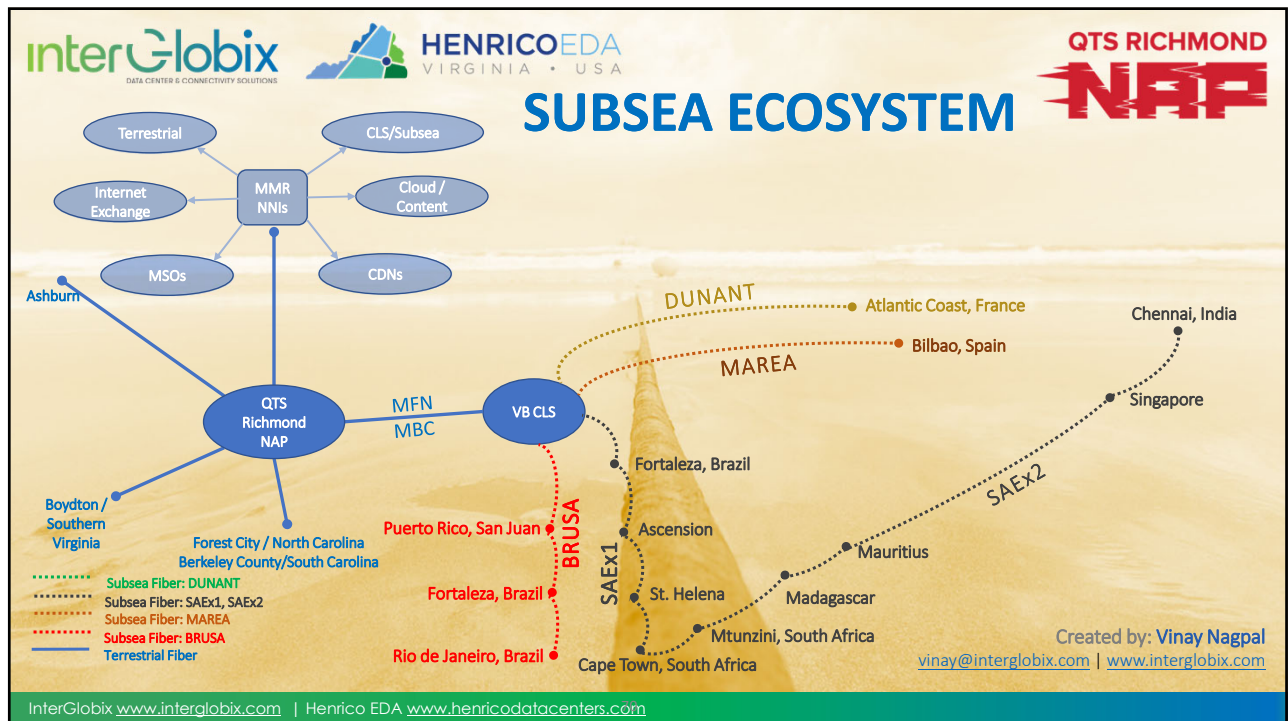 InterGlobix
DATA CENTER & CONNECTIVITY SOLUTIONS
HENRICOEDA
VIRGINIA • USA
QTS RICHMOND
NAP
SUBSEA ECOSYSTEM
Terrestrial
CLS/Subsea
Internet
Exchange
MMR
NNIs
Cloud /
Content
MSOs
CDNs
Ashburn
QTS
Richmond
NAP
MFN
MBC
VB CLS
DUNANT
Atlantic Coast, France
MAREA
Bilbao, Spain
Chennai, India
Singapore
SAEx2
Fortaleza, Brazil
Ascension
SAEx1
St. Helena
Mauritius
Madagascar
Mtunzini, South Africa
Cape Town, South Africa
Puerto Rico, San Juan
BRUSA
Fortaleza, Brazil
Rio de Janeiro, Brazil
Boydton /
Southern
Virginia
Forest City / North Carolina
Berkeley County/South Carolina
Subsea Fiber: DUNANT
Subsea Fiber: SAEx1, SAEx2
Subsea Fiber: MAREA
Subsea Fiber: BRUSA
Terrestrial Fiber
Created by: Vinay Nagpal
vinay@interglobix.com | www.interglobix.com
InterGlobix www.interglobix.com | Henrico EDA www.henricodatacenters.com